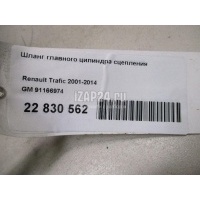 Шланг главного цилиндра сцепления
Renault Trafic 2001-2014
GM 91166974
22 830 562
IZAP24.RU